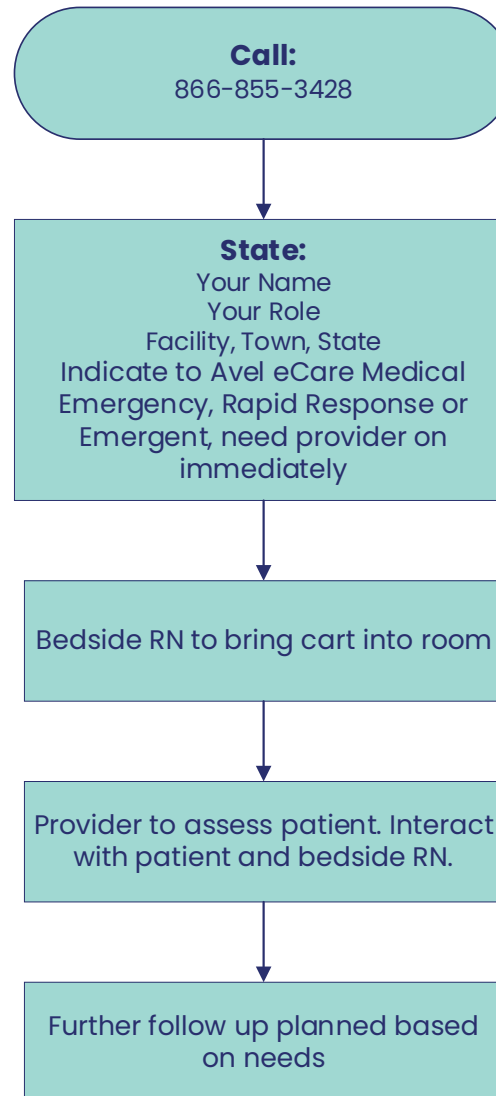 Call:
866-855-3428
State:
Your Name
Your Role
Facility, Town, State
Indicate to Avel eCare Medical
Emergency, Rapid Response or
Emergent, need provider on
immediately
Bedside RN to bring cart into room
Provider to assess patient. Interact
with patient and bedside RN.
Further follow up planned based
on needs